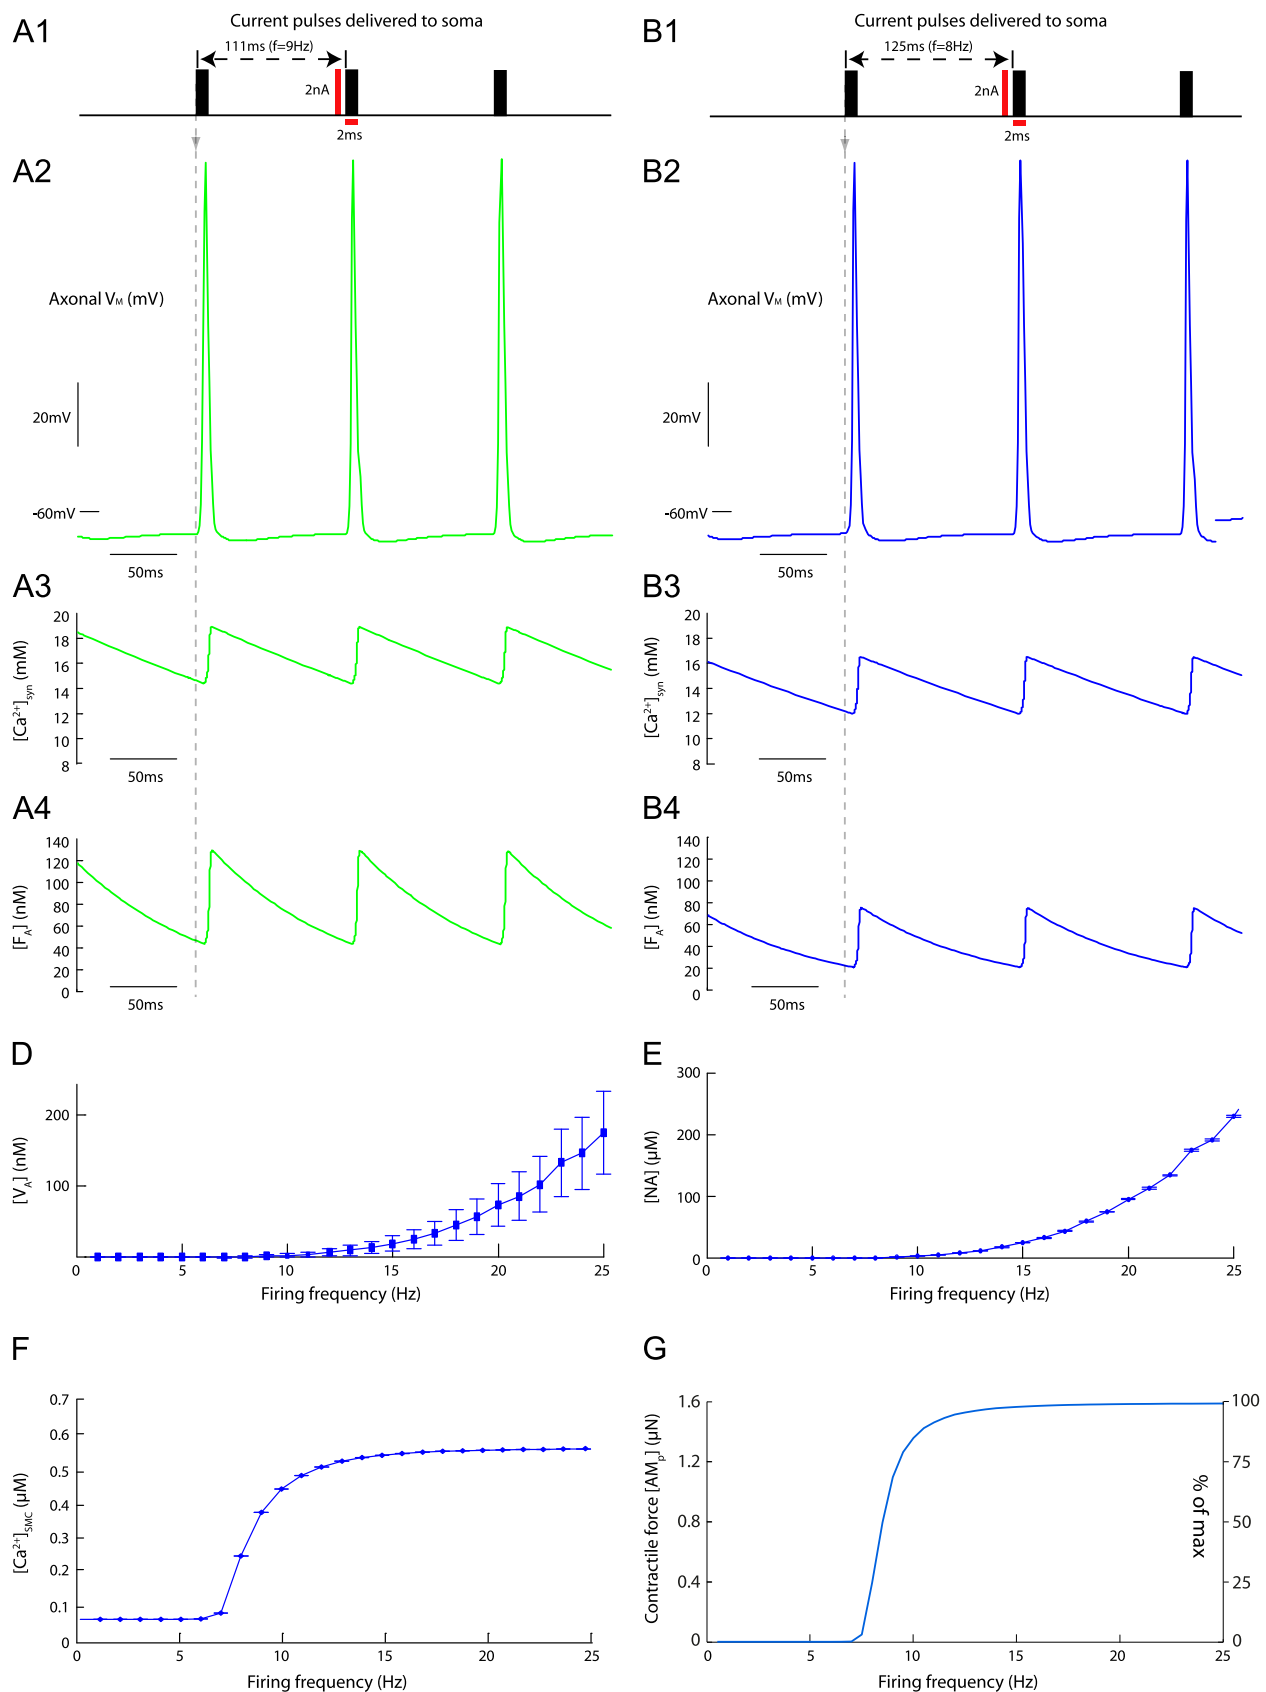 A1
Current pulses delivered to soma
111ms (f=9Hz)
2nA
2ms
B1
Current pulses delivered to soma
125ms (f=8Hz)
2nA
2ms
A2
Axonal VM (mV)
20mV
-60mV
50ms
B2
Axonal VM (mV)
20mV
-60mV
50ms
A3
[Ca2+]syn (mM)
20
18
16
14
12
10
8
50ms
B3
[Ca2+]syn (mM)
20
18
16
14
12
10
8
50ms
A4
[FA] (nM)
140
120
100
80
60
40
20
0
50ms
B4
[FA] (nM)
140
120
100
80
60
40
20
0
50ms
D
[VA] (nM)
200
100
0 5 10 15 20 25
Firing frequency (Hz)
E
[NA] (µM)
300
200
100
0
0 5 10 15 20 25
Firing frequency (Hz)
F
[Ca2+]SMC (µM)
0.7
0.6
0.5
0.4
0.3
0.2
0.1
0
0 5 10 15 20 25
Firing frequency (Hz)
G
Contractile force [AMp] (µN)
1.6
1.2
0.8
0.4
0
100
75
50
25
0
% of max
0 5 10 15 20 25
Firing frequency (Hz)